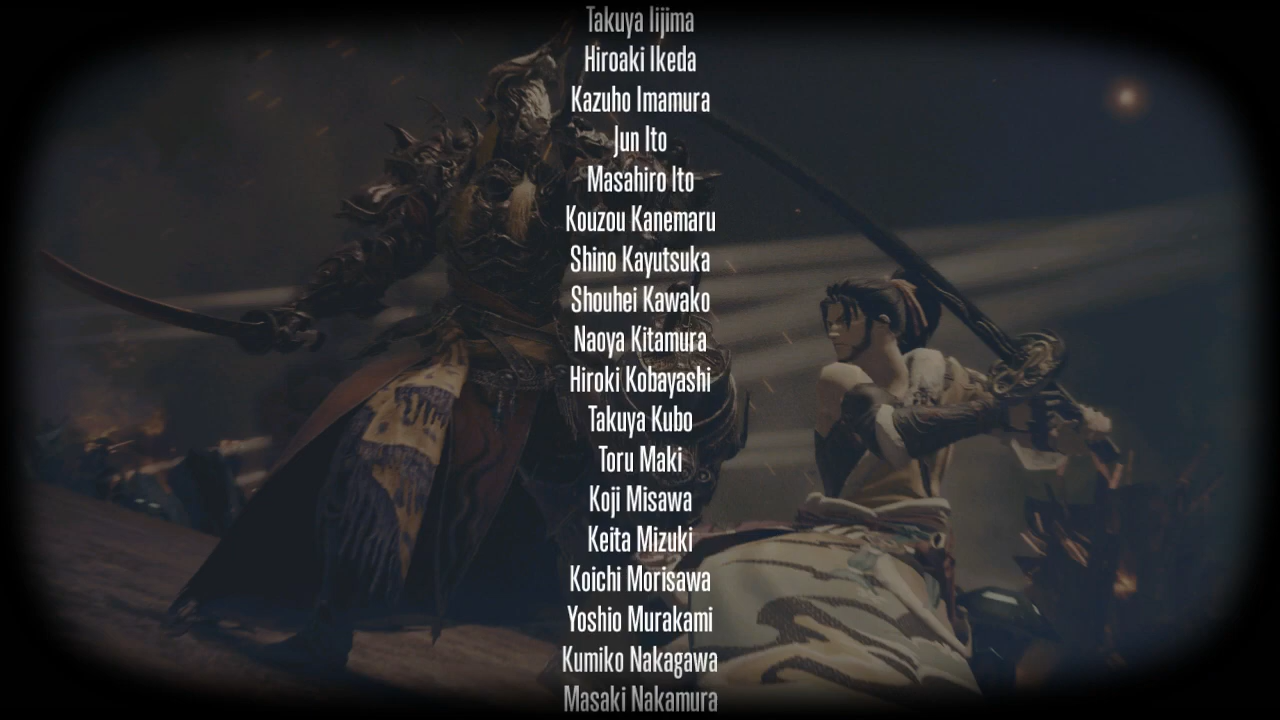 Takuya Iijima
Hiroaki Ikeda
Kazuho Imamura
Jun Ito
Masahiro Ito
Kouzou Kanemaru
Shino Kayutsuka
Shouhei Kawako
Naoya Kitamura
Hiroki Kobayashi
Takuya Kubo
Toru Maki
Koji Misawa
Keita Mizuki
Koichi Morisawa
Yoshio Murakami
Kumiko Nakagawa
Masaki Nakamura